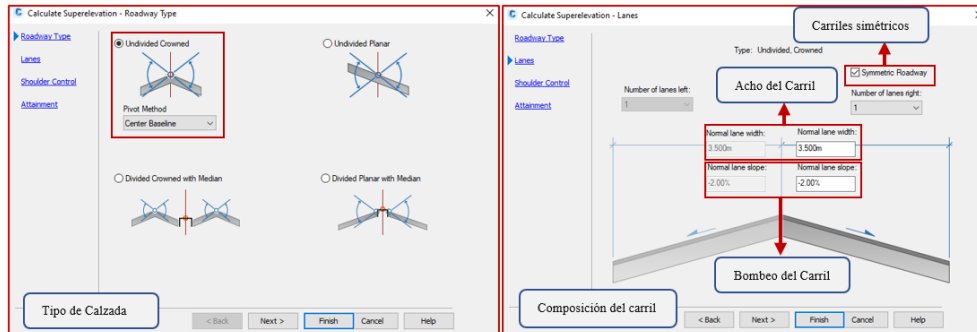 Calculate Superelevation - Roadway Type
Roadway Type
Lanes
Shoulder Control
Attainment
Undivided Crowned
Undivided Planar
Pivot Method
Center Baseline
Divided Crowned with Median
Divided Planar with Median
Tipo de Calzada
< Back
Next >
Finish
Cancel
Help
Calculate Superelevation - Lanes
Carriles simétricos
Roadway Type
Lanes
Shoulder Control
Attainment
Type: Undivided, Crowned
Symmetric Roadway
Acho del Carril
Number of lanes left:
1
Number of lanes right:
1
Normal lane width:
3.500m
Normal lane width:
3.500m
Normal lane slope:
-2.00%
Normal lane slope:
-2.00%
Bombeo del Carril
Composición del carril
< Back
Next >
Finish
Cancel
Help